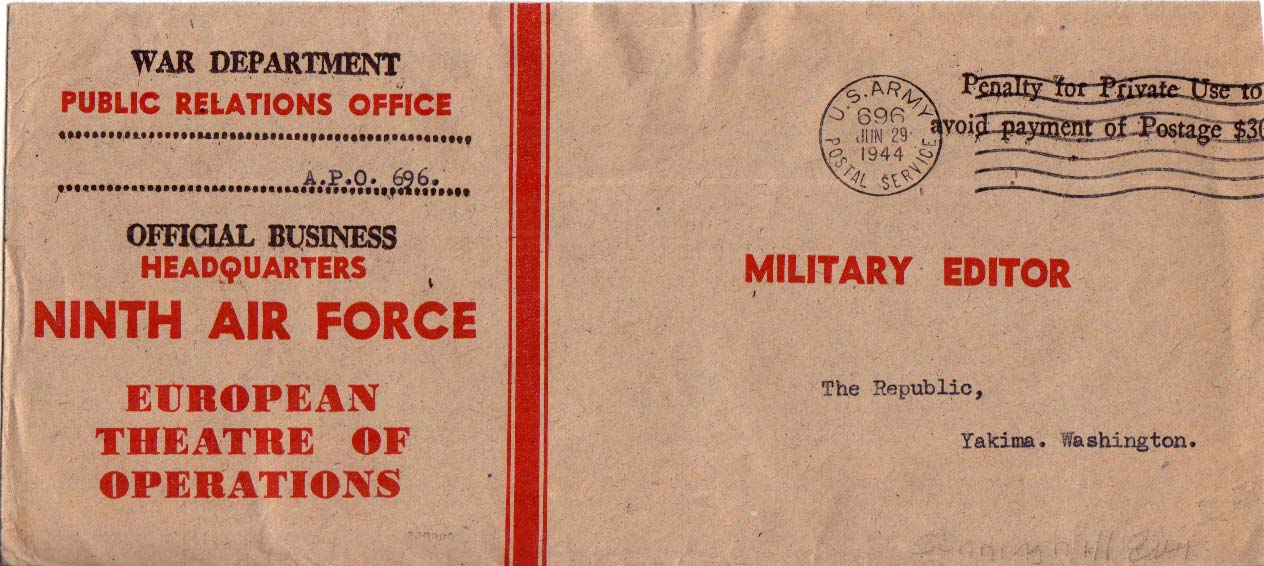 WAR DEPARTMENT
PUBLIC RELATIONS OFFICE
A.P.O. 696.
OFFICIAL BUSINESS
HEADQUARTERS
NINTH AIR FORCE
EUROPEAN
THEATRE OF
OPERATIONS
U.S. ARMY
696
JUN 29
1944
POSTAL SERVICE
Penalty for Private Use to
avoid payment of Postage
MILITARY EDITOR
The Republic,
Yakima. Washington.